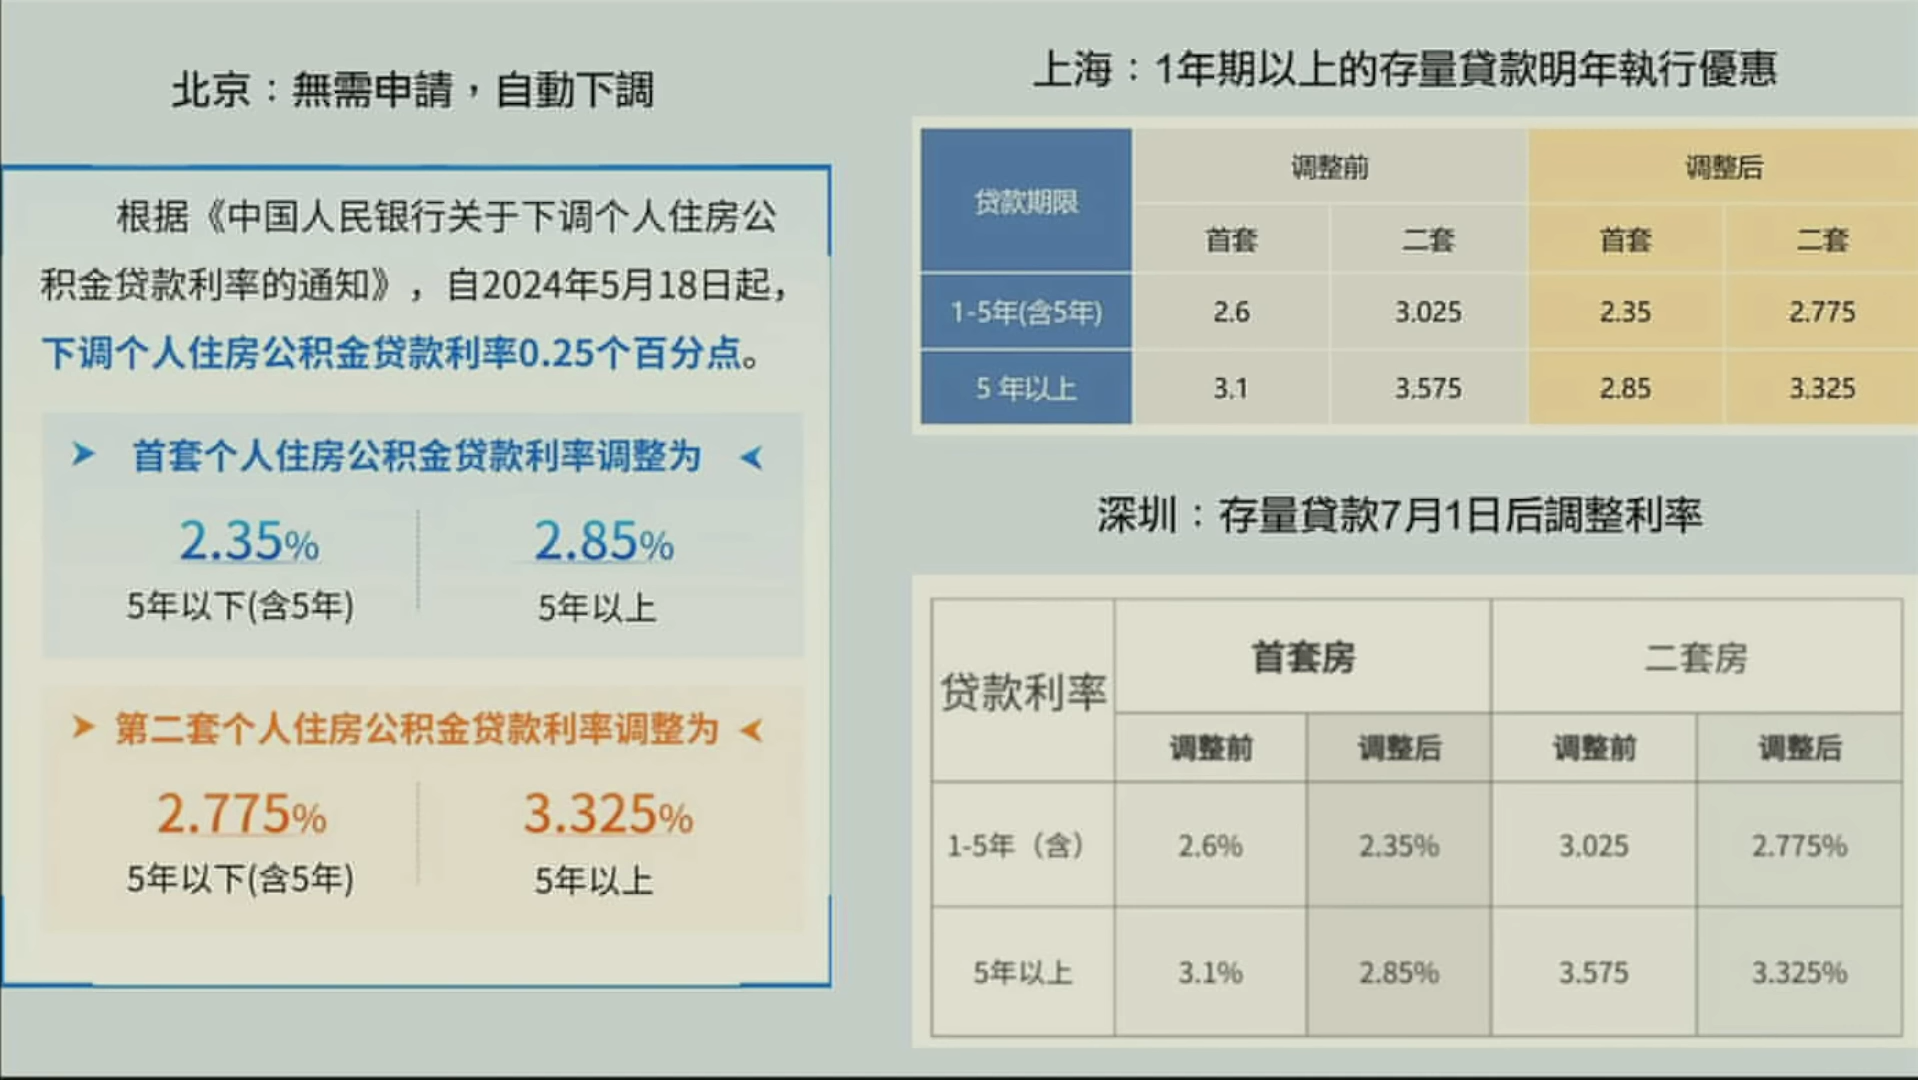 北京：無需申請，自動下調
根据《中国人民银行关于下调个人住房公
积金贷款利率的通知》，自2024年5月18日起，
下调个人住房公积金贷款利率0.25个百分点。
首套个人住房公积金贷款利率调整为
2.35% 2.85%
5年以下(含5年) 5年以上
第二套个人住房公积金贷款利率调整为
2.775% 3.325%
5年以下(含5年) 5年以上
上海：1年期以上的存量貸款明年執行優惠
贷款期限 调整前 调整后
首套 二套 首套 二套
1-5年(含5年) 2.6 3.025 2.35 2.775
5 年以上 3.1 3.575 2.85 3.325
深圳：存量貸款7月1日后調整利率
贷款利率 首套房 二套房
调整前 调整后 调整前 调整后
1-5年（含） 2.6% 2.35% 3.025 2.775%
5年以上 3.1% 2.85% 3.575 3.325%